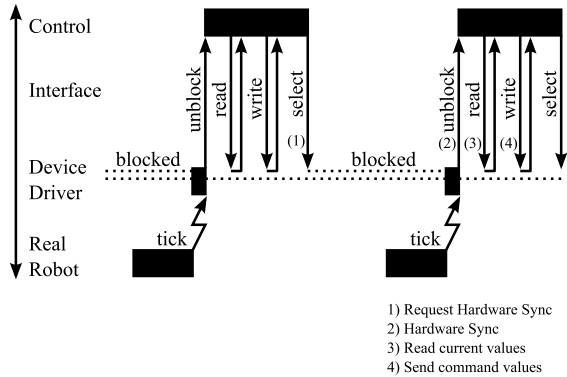 Control
Interface
unblock
read
write
select
(1)
unblock
(2)
read
(3)
write
(4)
select
Device
Driver
blocked
blocked
Real
Robot
tick
tick
1) Request Hardware Sync
2) Hardware Sync
3) Read current values
4) Send command values